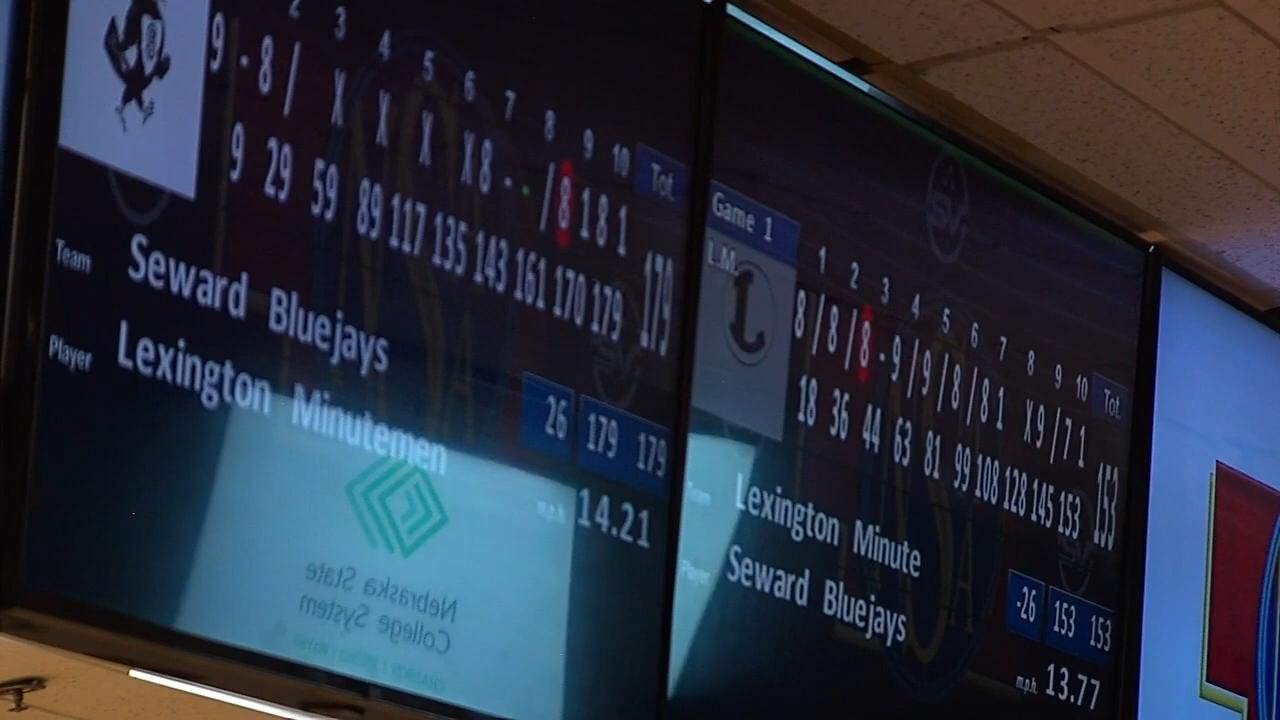 2 3 4 5 6 7 8 9 10 Tot.
9 - 8 / X X X X 8 - - / 8 1 8 1
9 29 59 89 117 135 143 161 170 179 179
Team Seward Bluejays
Player Lexington Minutemen
26 179 179
m.p.h. 14.21
Nebraska State
College System
Game 1
L.M.
1 2 3 4 5 6 7 8 9 10 Tot.
8 / 8 / 8 - 9 / 9 / 8 / 8 1 X 9 / 7 1
18 36 44 63 81 99 108 128 145 153 153
Team Lexington Minute
Player Seward Bluejays
-26 153 153
m.p.h. 13.77